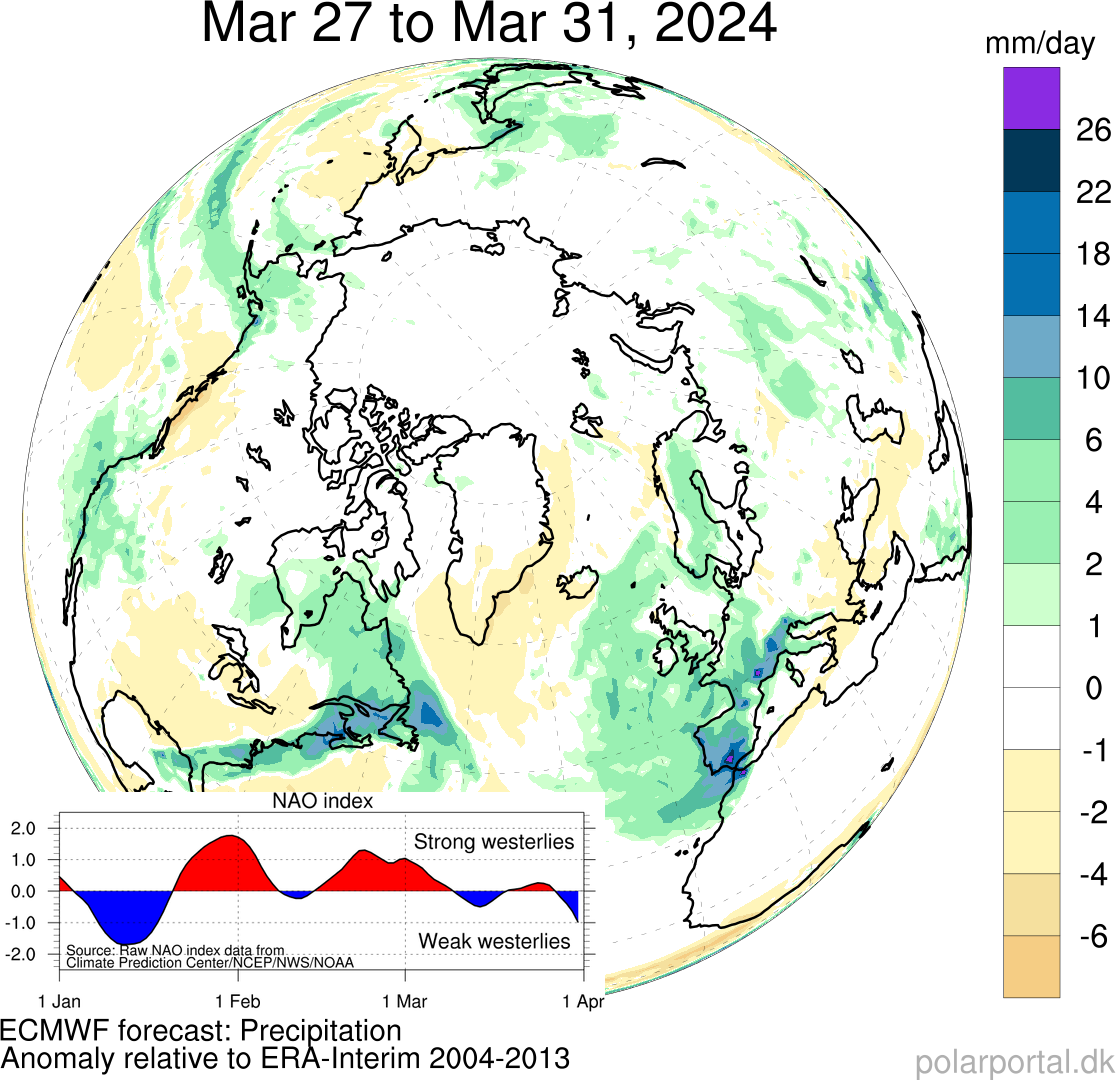 Mar 27 to Mar 31, 2024
mm/day
26
22
18
14
10
6
4
2
1
0
-1
-2
-4
-6
NAO index
2.0
1.0
0.0
-1.0
-2.0
Strong westerlies
Weak westerlies
Source: Raw NAO index data from
Climate Prediction Center/NCEP/NWS/NOAA
1 Jan
1 Feb
1 Mar
1 Apr
ECMWF forecast: Precipitation
Anomaly relative to ERA-Interim 2004-2013
polarportal.dk